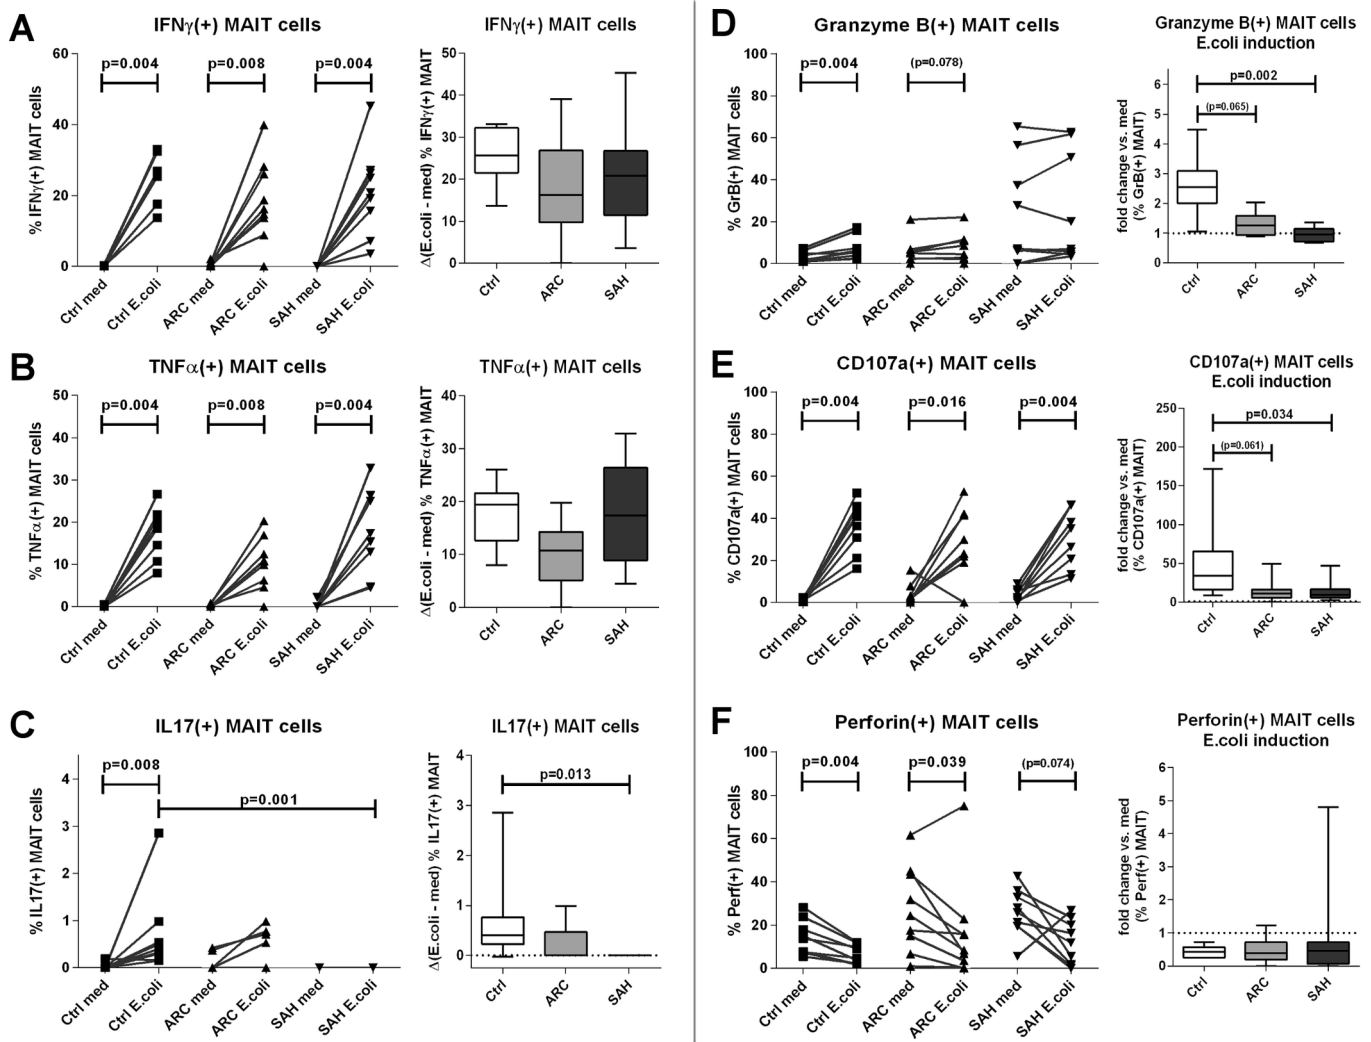 A
IFNγ(+) MAIT cells
% IFNγ(+) MAIT cells
60
40
20
0
p=0.004
p=0.008
p=0.004
Ctrl med
Ctrl E.coli
ARC med
ARC E.coli
SAH med
SAH E.coli
IFNγ(+) MAIT cells
Δ(E.coli - med) % IFNγ(+) MAIT
50
40
30
20
10
0
Ctrl
ARC
SAH
B
TNFα(+) MAIT cells
% TNFα(+) MAIT cells
50
40
30
20
10
0
p=0.004
p=0.008
p=0.004
Ctrl med
Ctrl E.coli
ARC med
ARC E.coli
SAH med
SAH E.coli
TNFα(+) MAIT cells
Δ(E.coli - med) % TNFα(+) MAIT
40
30
20
10
0
Ctrl
ARC
SAH
C
IL17(+) MAIT cells
% IL17(+) MAIT cells
4
3
2
1
0
p=0.008
p=0.001
Ctrl med
Ctrl E.coli
ARC med
ARC E.coli
SAH med
SAH E.coli
IL17(+) MAIT cells
Δ(E.coli - med) % IL17(+) MAIT
4
3
2
1
0
p=0.013
Ctrl
ARC
SAH
D
Granzyme B(+) MAIT cells
% GrB(+) MAIT cells
100
80
60
40
20
0
p=0.004
(p=0.078)
Ctrl med
Ctrl E.coli
ARC med
ARC E.coli
SAH med
SAH E.coli
Granzyme B(+) MAIT cells
E.coli induction
fold change vs. med
(% GrB(+) MAIT)
6
5
4
3
2
1
0
p=0.002
(p=0.065)
Ctrl
ARC
SAH
E
CD107a(+) MAIT cells
% CD107a(+) MAIT cells
100
80
60
40
20
0
p=0.004
p=0.016
p=0.004
Ctrl med
Ctrl E.coli
ARC med
ARC E.coli
SAH med
SAH E.coli
CD107a(+) MAIT cells
E.coli induction
fold change vs. med
(% CD107a(+) MAIT)
250
200
150
100
50
0
p=0.034
(p=0.061)
Ctrl
ARC
SAH
F
Perforin(+) MAIT cells
% Perf(+) MAIT cells
100
80
60
40
20
0
p=0.004
p=0.039
(p=0.074)
Ctrl med
Ctrl E.coli
ARC med
ARC E.coli
SAH med
SAH E.coli
Perforin(+) MAIT cells
E.coli induction
fold change vs. med
(% Perf(+) MAIT)
6
5
4
3
2
1
0
Ctrl
ARC
SAH